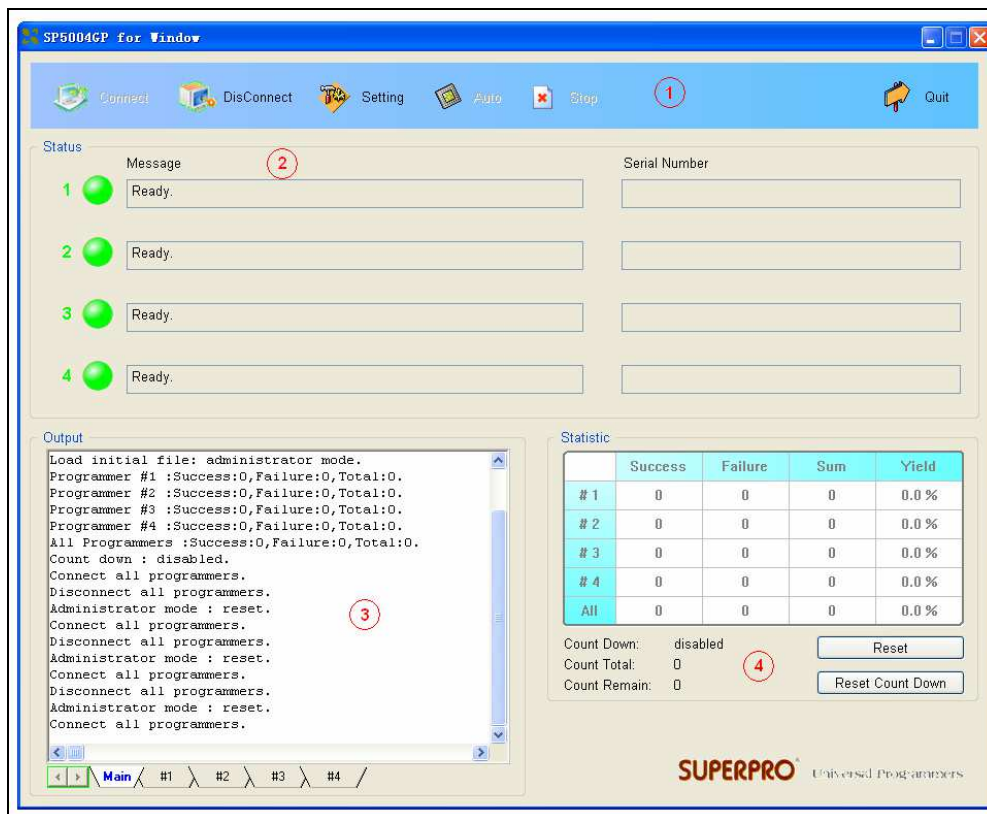 SP5004GP for Window
Connect DisConnect Setting Auto Stop 1 Quit
Status
Message 2 Serial Number
1 Ready.
2 Ready.
3 Ready.
4 Ready.
Output
Load initial file: administrator mode.
Programmer #1 :Success:0,Failure:0,Total:0.
Programmer #2 :Success:0,Failure:0,Total:0.
Programmer #3 :Success:0,Failure:0,Total:0.
Programmer #4 :Success:0,Failure:0,Total:0.
All Programmers :Success:0,Failure:0,Total:0.
Count down : disabled.
Connect all programmers.
Disconnect all programmers.
Administrator mode : reset.
Connect all programmers.
Disconnect all programmers.
Administrator mode : reset.
Connect all programmers.
Disconnect all programmers.
Administrator mode : reset.
Connect all programmers.
3
Main #1 #2 #3 #4
Statistic
Success Failure Sum Yield
# 1 0 0 0 0.0 %
# 2 0 0 0 0.0 %
# 3 0 0 0 0.0 %
# 4 0 0 0 0.0 %
All 0 0 0 0.0 %
Count Down: disabled
Count Total: 0
Count Remain: 0
4
Reset
Reset Count Down
SUPERPRO Universal Programmers